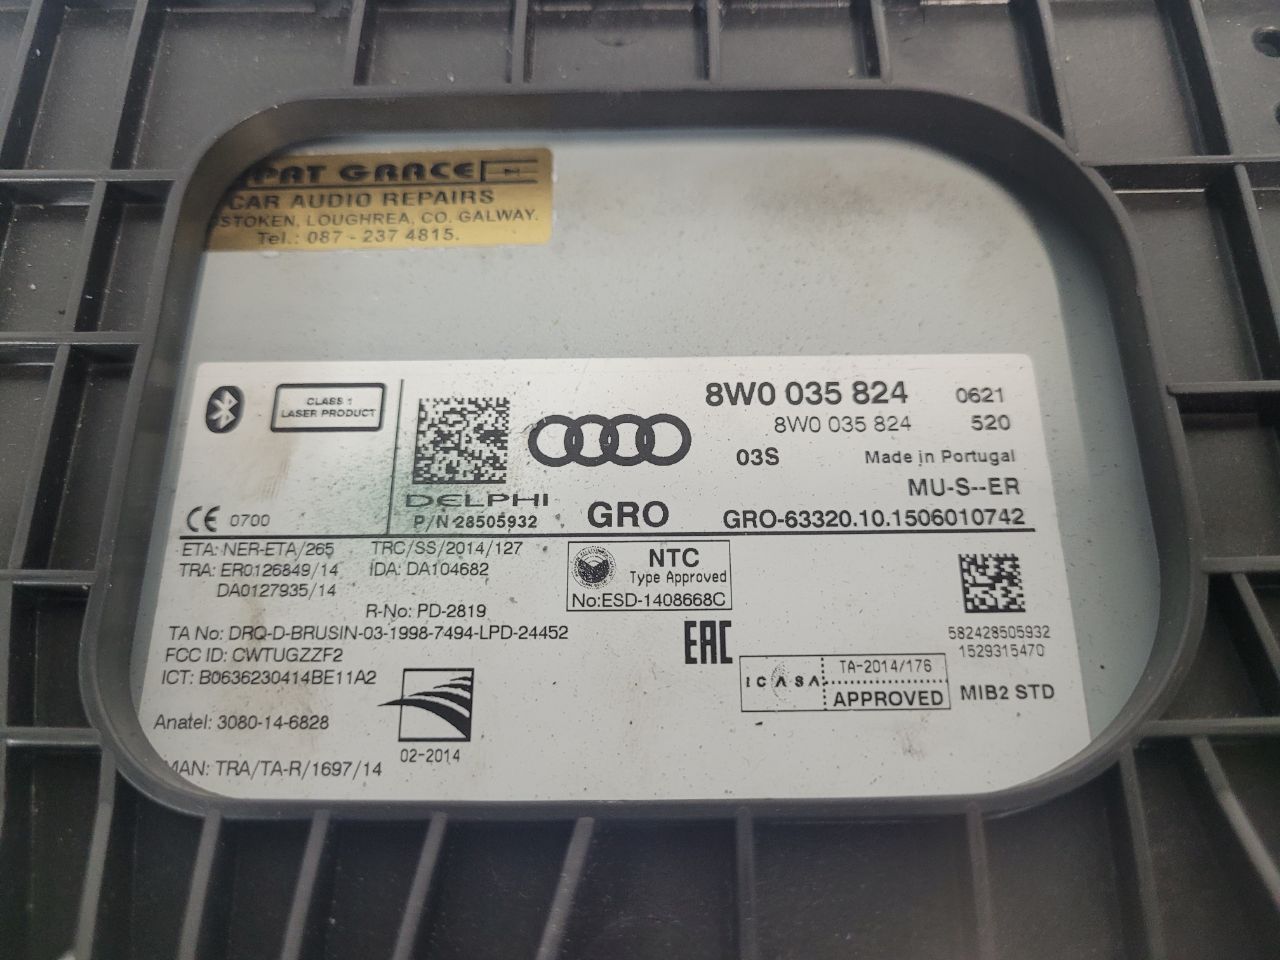 PAT GRACE
CAR AUDIO REPAIRS
LOUGHREA, CO. GALWAY.
Tel.: 087 - 237 4815.
CLASS 1
LASER PRODUCT
8W0 035 824 0621
8W0 035 824 520
03S Made in Portugal
MU-S--ER
DELPHI
P/N 28505932
GRO
GRO-63320.10.1506010742
CE 0700
ETA: NER-ETA/265 TRC/SS/2014/127
TRA: ER0126849/14 IDA: DA104682
DA0127935/14
R-No: PD-2819
NTC
Type Approved
No:ESD-1408668C
TA No: DRQ-D-BRUSIN-03-1998-7494-LPD-24452
FCC ID: CWTUGZZF2
ICT: B0636230414BE11A2
EAC
582428505932
1529315470
ICASA TA-2014/176
APPROVED
MIB2 STD
Anatel: 3080-14-6828
02-2014
MAN: TRA/TA-R/1697/14